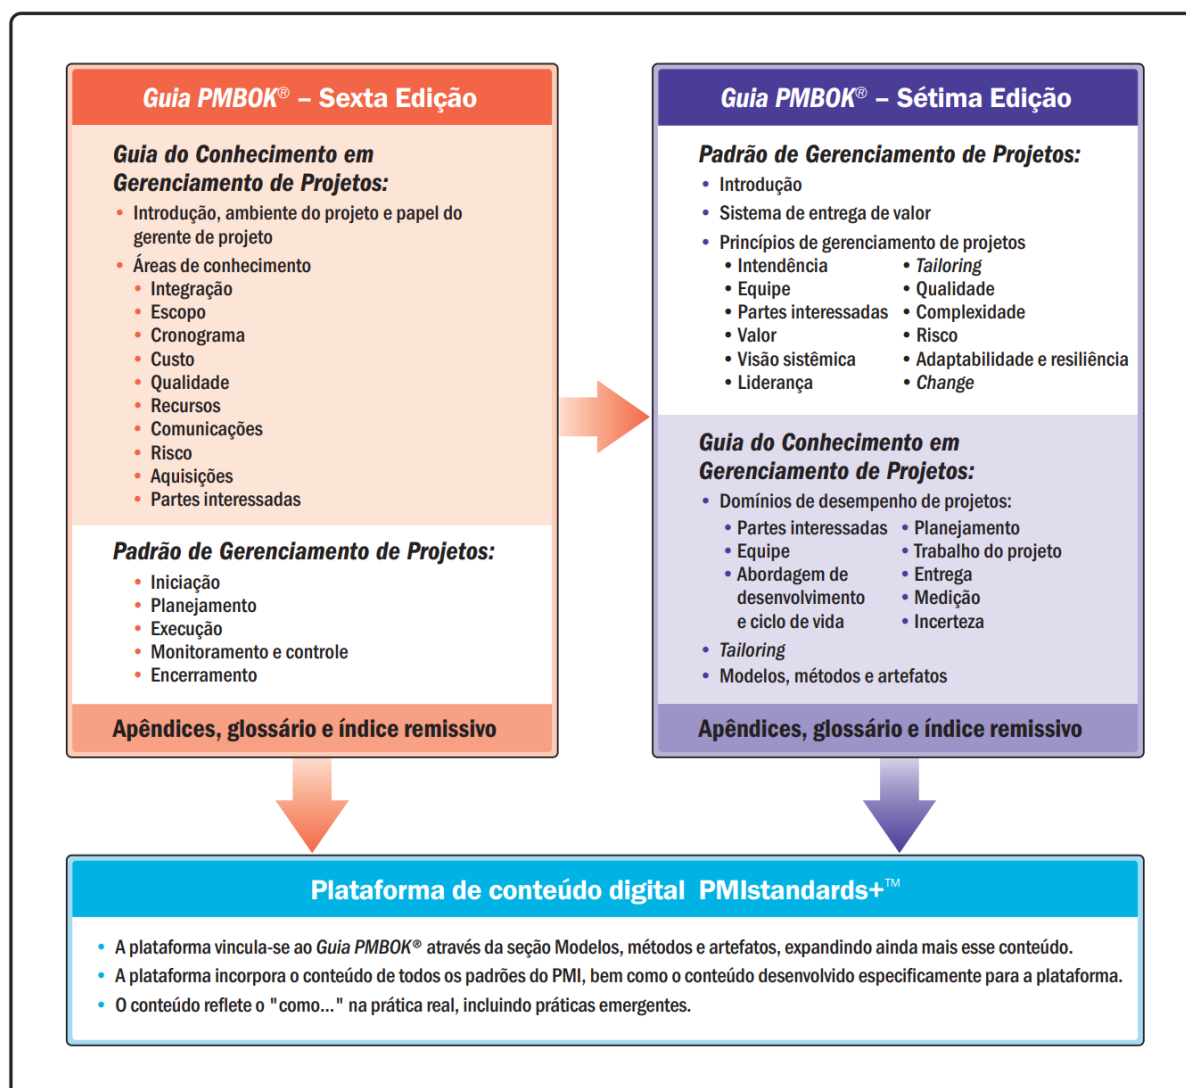 Guia PMBOK® – Sexta Edição
Guia do Conhecimento em
Gerenciamento de Projetos:
• Introdução, ambiente do projeto e papel do
gerente de projeto
• Áreas de conhecimento
• Integração
• Escopo
• Cronograma
• Custo
• Qualidade
• Recursos
• Comunicações
• Risco
• Aquisições
• Partes interessadas
Padrão de Gerenciamento de Projetos:
• Iniciação
• Planejamento
• Execução
• Monitoramento e controle
• Encerramento
Apêndices, glossário e índice remissivo
Guia PMBOK® – Sétima Edição
Padrão de Gerenciamento de Projetos:
• Introdução
• Sistema de entrega de valor
• Princípios de gerenciamento de projetos
• Intendência
• Equipe
• Partes interessadas
• Valor
• Visão sistêmica
• Liderança
• Tailoring
• Qualidade
• Complexidade
• Risco
• Adaptabilidade e resiliência
• Change
Guia do Conhecimento em
Gerenciamento de Projetos:
• Domínios de desempenho de projetos:
• Partes interessadas
• Equipe
• Abordagem de
desenvolvimento
e ciclo de vida
• Planejamento
• Trabalho do projeto
• Entrega
• Medição
• Incerteza
• Tailoring
• Modelos, métodos e artefatos
Apêndices, glossário e índice remissivo
Plataforma de conteúdo digital PMIstandards+™
• A plataforma vincula-se ao Guia PMBOK® através da seção Modelos, métodos e artefatos, expandindo ainda mais esse conteúdo.
• A plataforma incorpora o conteúdo de todos os padrões do PMI, bem como o conteúdo desenvolvido especificamente para a plataforma.
• O conteúdo reflete o "como..." na prática real, incluindo práticas emergentes.